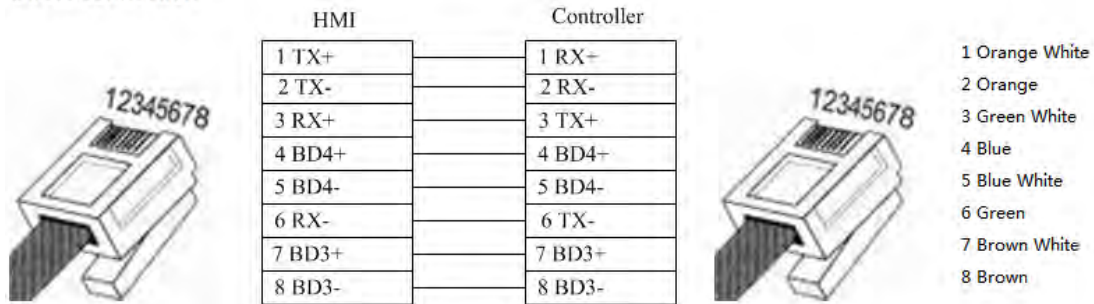 HMI
Controller
1 TX+
1 RX+
2 TX-
2 RX-
3 RX+
3 TX+
4 BD4+
4 BD4+
5 BD4-
5 BD4-
6 RX-
6 TX-
7 BD3+
7 BD3+
8 BD3-
8 BD3-
12345678
12345678
1 Orange White
2 Orange
3 Green White
4 Blue
5 Blue White
6 Green
7 Brown White
8 Brown